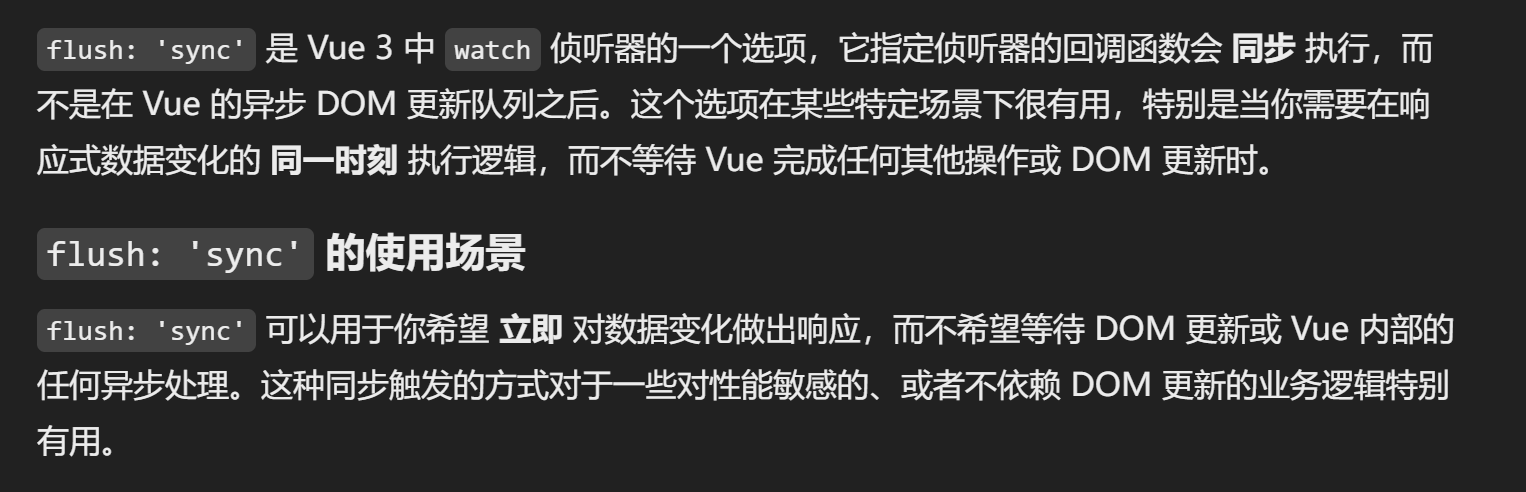 flush: 'sync' 是 Vue 3 中 watch 侦听器的一个选项，它指定侦听器的回调函数会 同步 执行，而
不是在 Vue 的异步 DOM 更新队列之后。这个选项在某些特定场景下很有用，特别是当你需要在响
应式数据变化的 同一时刻 执行逻辑，而不等待 Vue 完成任何其他操作或 DOM 更新时。
flush: 'sync' 的使用场景
flush: 'sync' 可以用于你希望 立即 对数据变化做出响应，而不希望等待 DOM 更新或 Vue 内部的
任何异步处理。这种同步触发的方式对于一些对性能敏感的、或者不依赖 DOM 更新的业务逻辑特别
有用。